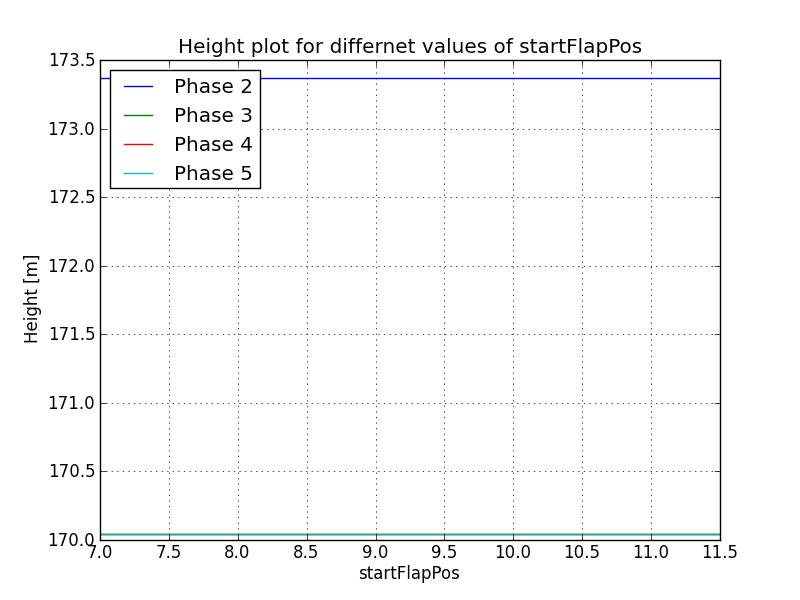 Height plot for differnet values of startFlapPos
173.5
173.0
172.5
172.0
171.5
171.0
170.5
170.0
Height [m]
Phase 2
Phase 3
Phase 4
Phase 5
7.0 7.5 8.0 8.5 9.0 9.5 10.0 10.5 11.0 11.5
startFlapPos